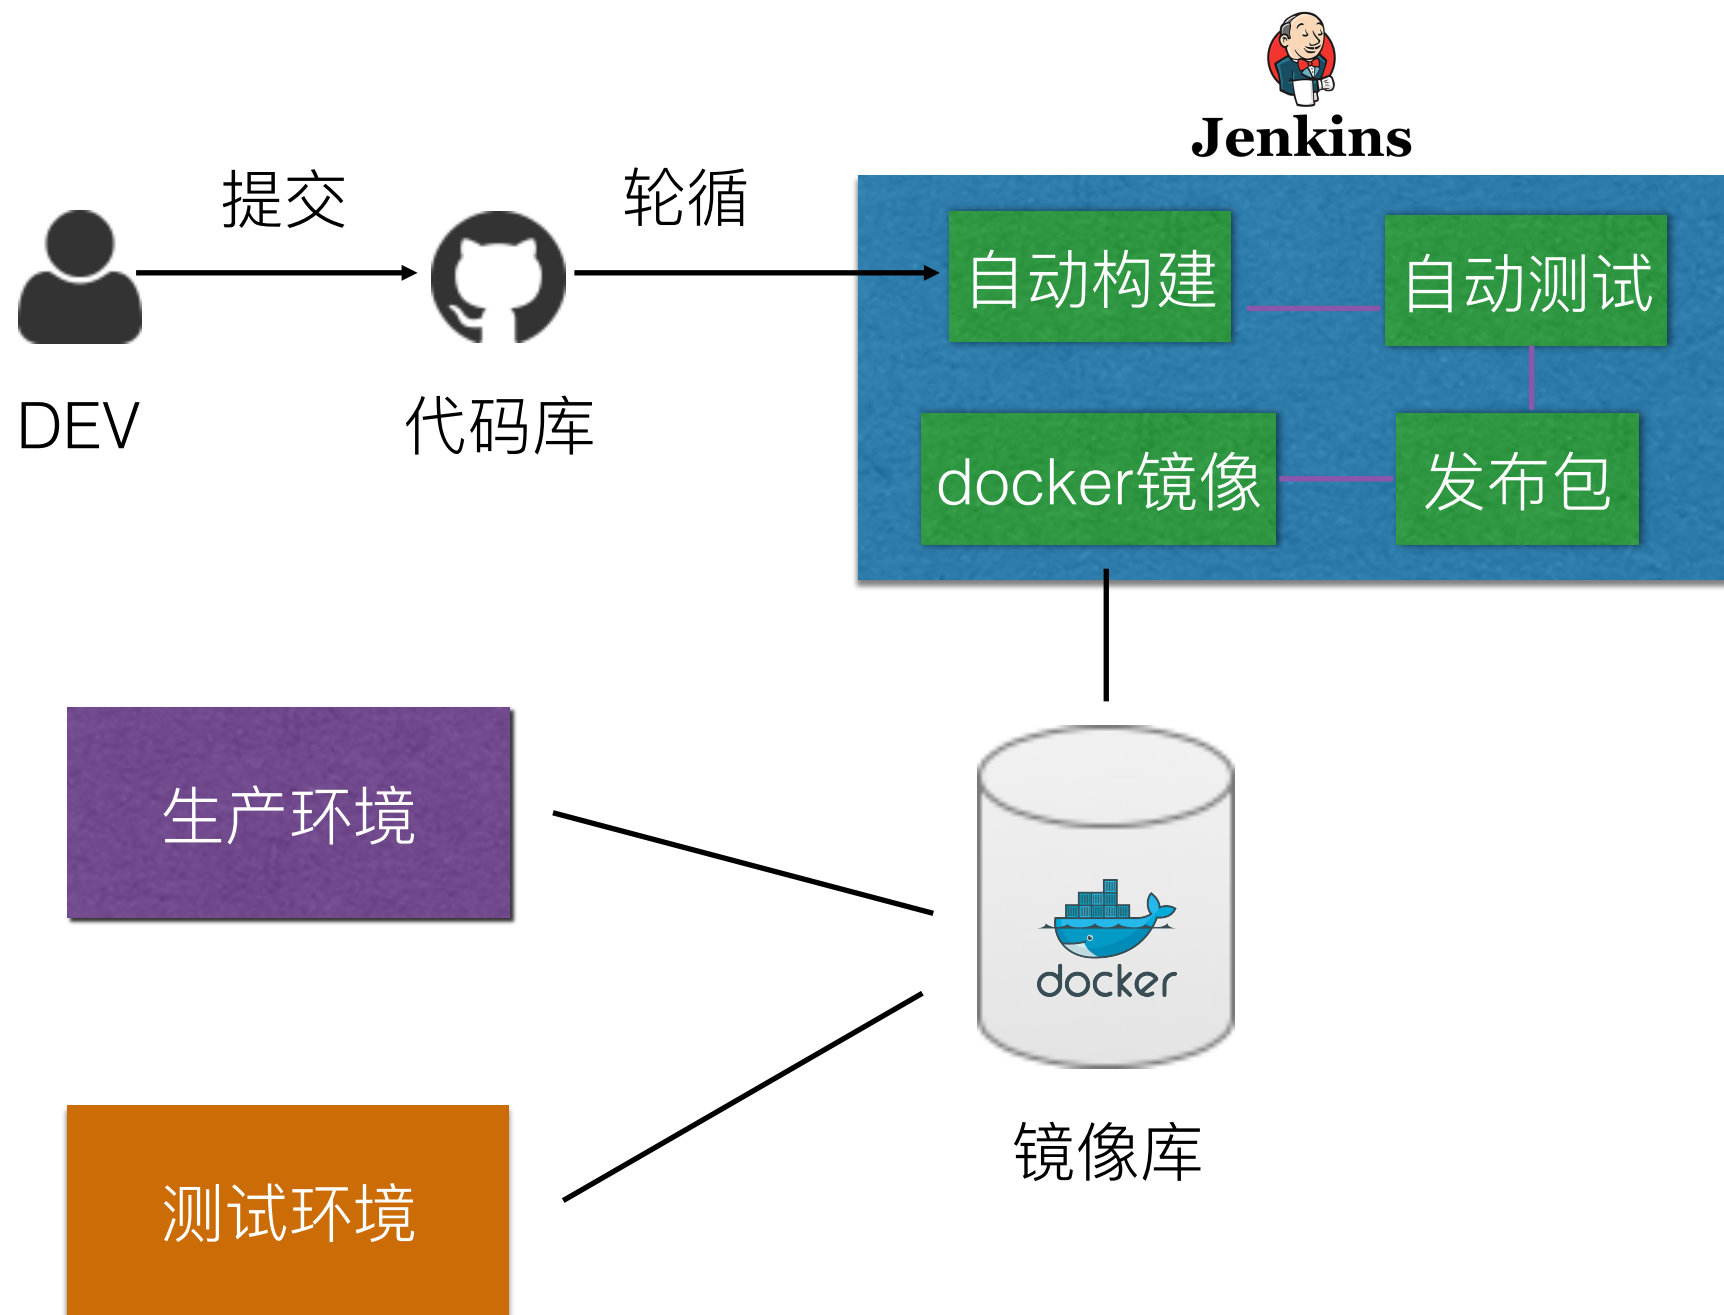 Jenkins
提交
轮循
自动构建
自动测试
DEV
代码库
docker镜像
发布包
生产环境
docker
镜像库
测试环境